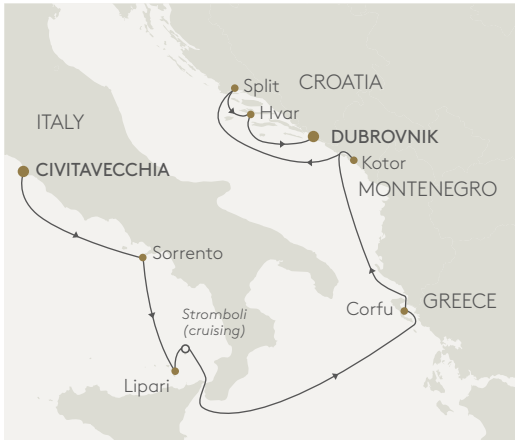 Split
CROATIA
Hvar
ITALY
DUBROVNIK
CIVITAVECCHIA
Kotor
MONTENEGRO
Sorrento
Stromboli
(cruising)
Corfu
GREECE
Lipari